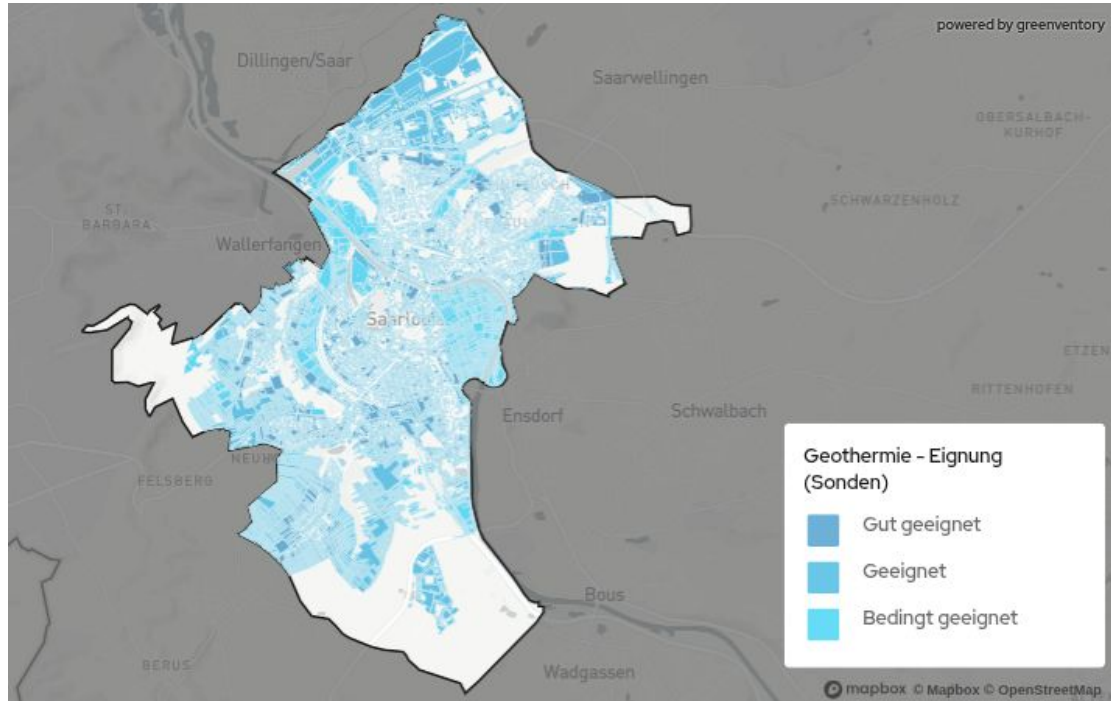 powered by greenventory
Dillingen/Saar
Saarwellingen
OBERSALBACH-
KURHOF
ST.
BARBARA
SCHWARZENHOLZ
Wallerfangen
ETZEN
RITTENHOFEN
Ensdorf
Schwalbach
FELSBERG
Bous
BERUS
Wadgassen
Geothermie - Eignung
(Sonden)
Gut geeignet
Geeignet
Bedingt geeignet
mapbox © Mapbox © OpenStreetMap